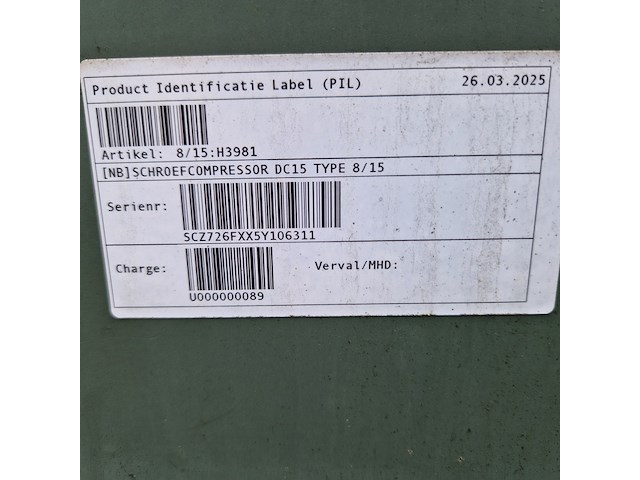 Product Identificatie Label (PIL) 26.03.2025
Artikel: 8/15:H3981
[NB]SCHROEFCOMPRESSOR DC15 TYPE 8/15
Serienr:
SCZ726FXX5Y106311
Charge: Verval/MHD:
U000000089